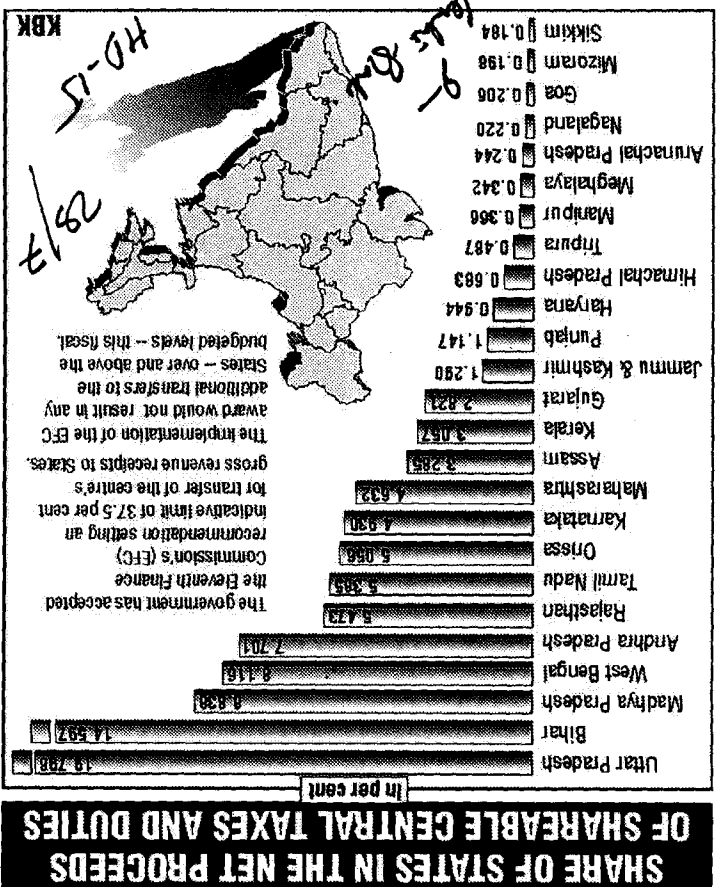 SHARE OF STATES IN THE NET PROCEEDS
OF SHAREABLE CENTRAL TAXES AND DUTIES
In per cent
Uttar Pradesh 19.798
Bihar 14.597
Madhya Pradesh 8.838
West Bengal 8.116
Andhra Pradesh 7.701
Rajasthan 5.473
Tamil Nadu 5.385
Orissa 5.056
Karnataka 4.930
Maharashtra 4.632
Assam 3.285
Kerala 3.057
Gujarat 2.821
Jammu & Kashmir 1.290
Punjab 1.147
Haryana 0.944
Himachal Pradesh 0.683
Tripura 0.487
Manipur 0.366
Meghalaya 0.342
Arunachal Pradesh 0.244
Nagaland 0.220
Goa 0.206
Mizoram 0.198
Sikkim 0.184
The government has accepted
the Eleventh Finance
Commission's (EFC)
recommendation setting an
indicative limit of 37.5 per cent
for transfer of the centre's
gross revenue receipts to States.
The implementation of the EFC
award would not result in any
additional transfers to the
States – over and above the
budgeted levels – this fiscal.
KBK
HD-15
28/7